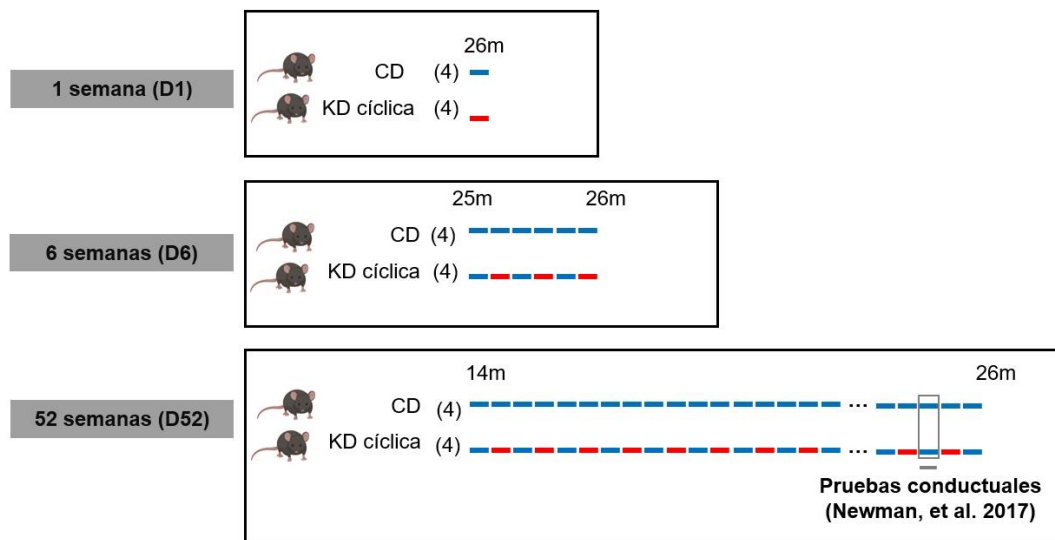 1 semana (D1)
26m
CD (4)
KD cíclica (4)
6 semanas (D6)
25m 26m
CD (4)
KD cíclica (4)
52 semanas (D52)
14m 26m
CD (4) ...
KD cíclica (4) ...
Pruebas conductuales
(Newman, et al. 2017)